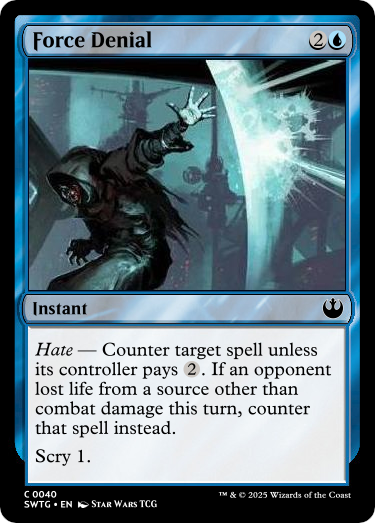 Force Denial 2
Instant
Hate — Counter target spell unless
its controller pays 2. If an opponent
lost life from a source other than
combat damage this turn, counter
that spell instead.
Scry 1.
C 0040
SWTG • EN Star Wars TCG
™ & © 2025 Wizards of the Coast